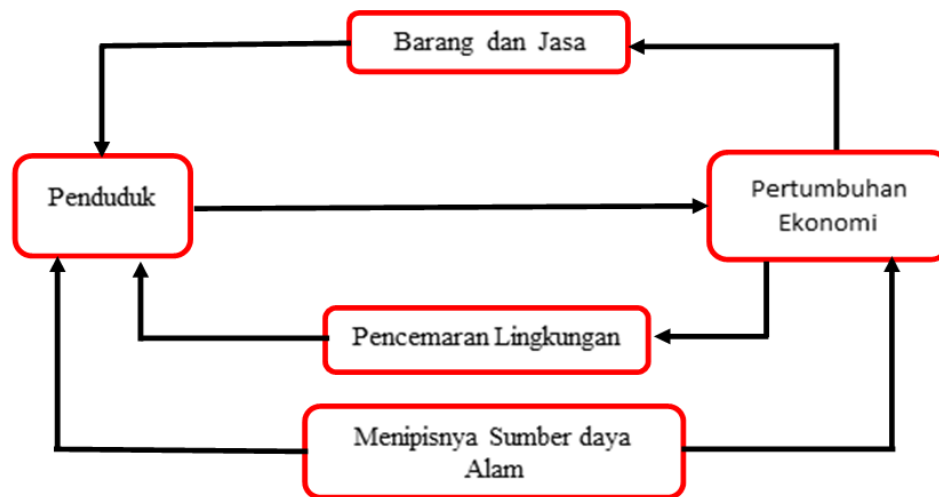 Barang dan Jasa
Penduduk
Pertumbuhan
Ekonomi
Pencemaran Lingkungan
Menipisnya Sumber daya
Alam